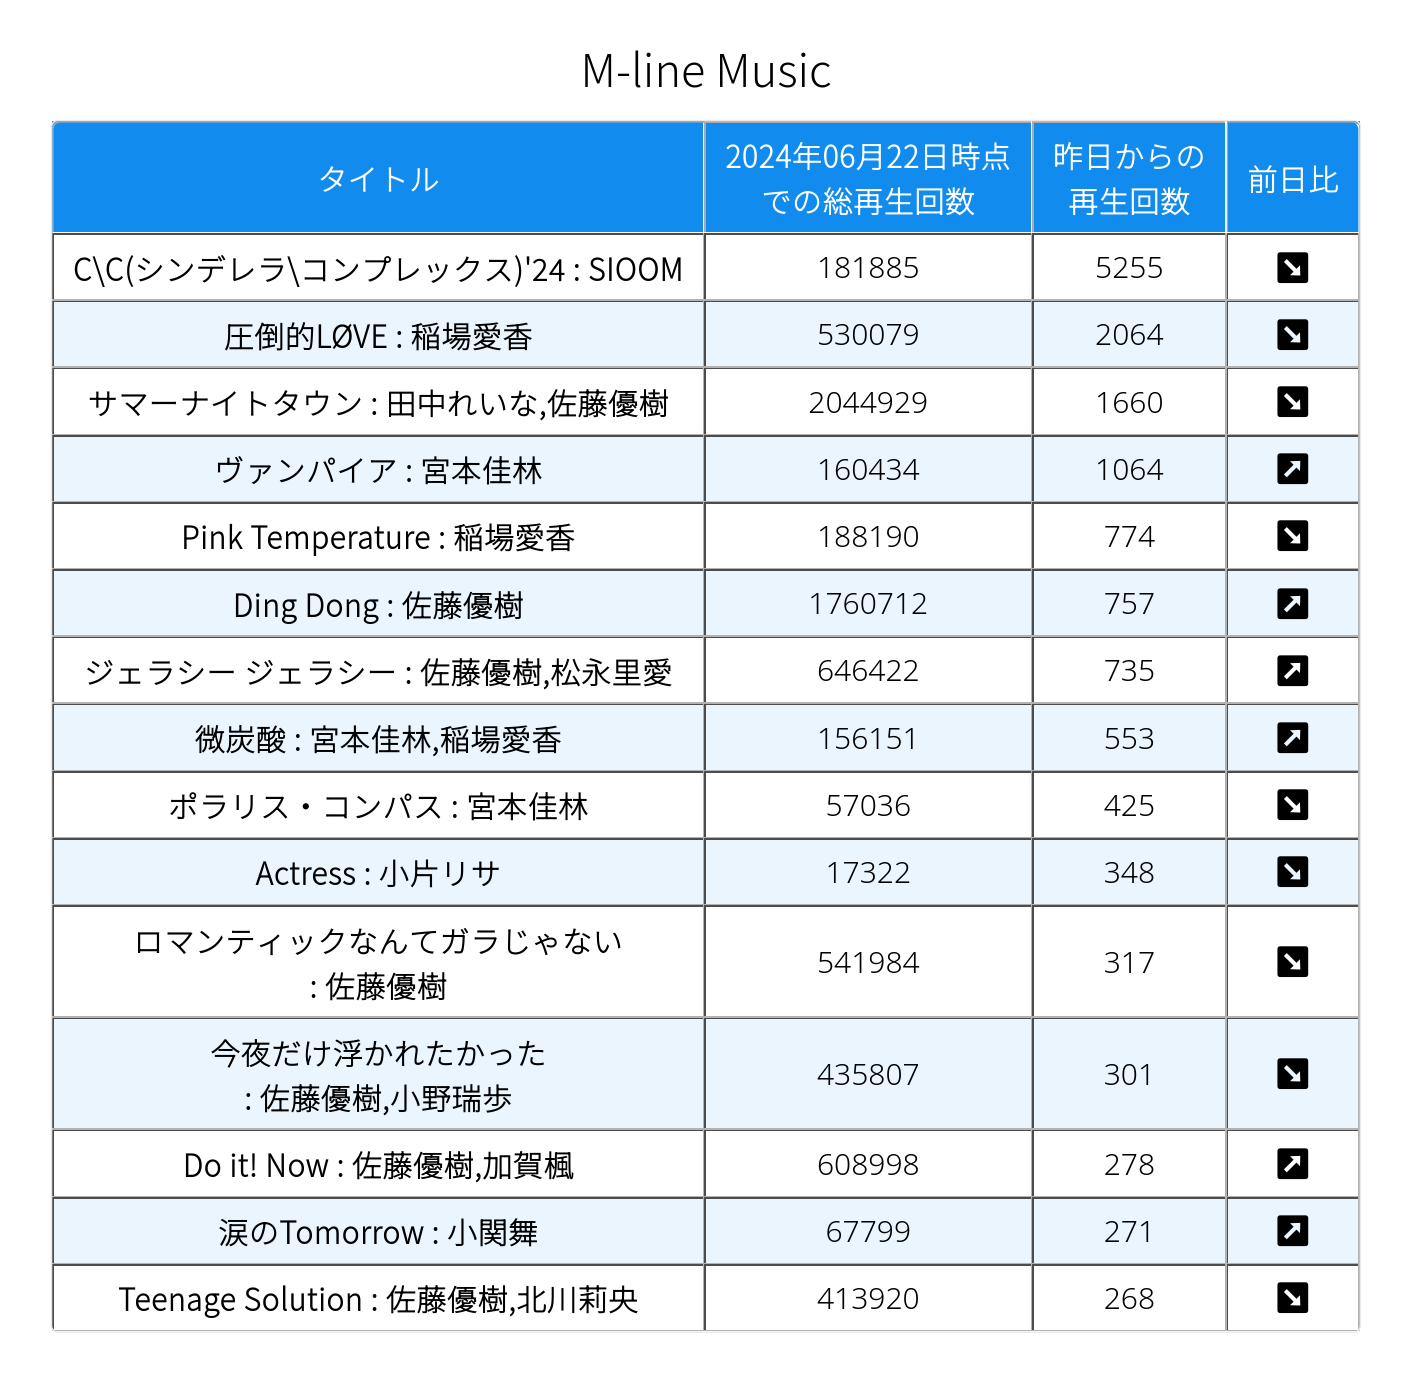 M-line Music
タイトル
2024年06月22日時点
での総再生回数
昨日からの
再生回数
前日比
C\C(シンデレラ\コンプレックス)'24 : SIOOM 181885 5255 ↘
圧倒的LØVE : 稲場愛香 530079 2064 ↘
サマーナイトタウン : 田中れいな,佐藤優樹 2044929 1660 ↘
ヴァンパイア : 宮本佳林 160434 1064 ↗
Pink Temperature : 稲場愛香 188190 774 ↘
Ding Dong : 佐藤優樹 1760712 757 ↗
ジェラシー ジェラシー : 佐藤優樹,松永里愛 646422 735 ↗
微炭酸 : 宮本佳林,稲場愛香 156151 553 ↗
ポラリス・コンパス : 宮本佳林 57036 425 ↘
Actress : 小片リサ 17322 348 ↘
ロマンティックなんてガラじゃない
: 佐藤優樹 541984 317 ↘
今夜だけ浮かれたかった
: 佐藤優樹,小野瑞歩 435807 301 ↘
Do it! Now : 佐藤優樹,加賀楓 608998 278 ↗
涙のTomorrow : 小関舞 67799 271 ↗
Teenage Solution : 佐藤優樹,北川莉央 413920 268 ↘